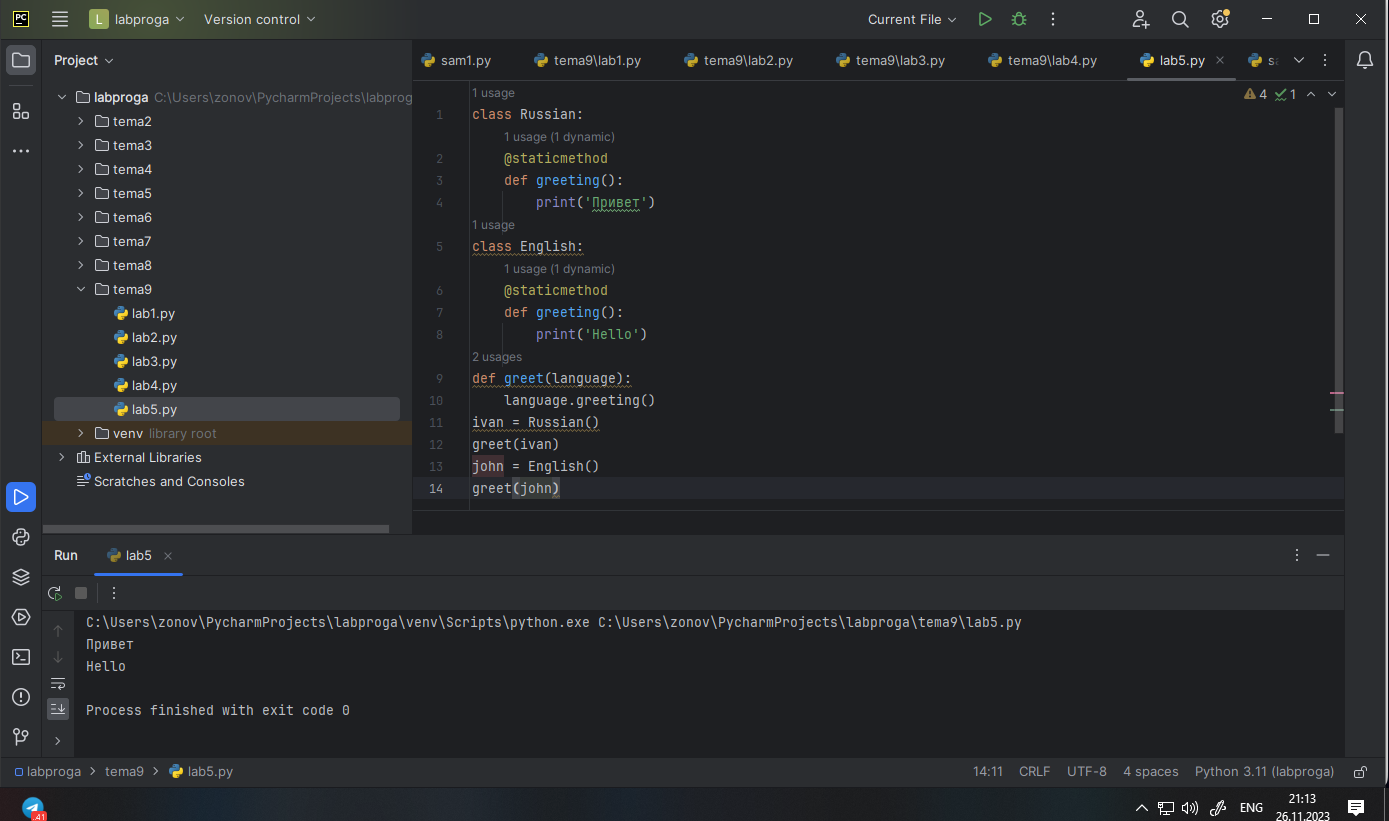 PC
L labproga Version control Current File
Project
sam1.py tema9\lab1.py tema9\lab2.py tema9\lab3.py tema9\lab4.py lab5.py
labproga C:\Users\zonov\PycharmProjects\labprog
tema2
tema3
tema4
tema5
tema6
tema7
tema8
tema9
lab1.py
lab2.py
lab3.py
lab4.py
lab5.py
venv library root
External Libraries
Scratches and Consoles
4 1
1 usage
1 class Russian:
1 usage (1 dynamic)
2 @staticmethod
3 def greeting():
4 print('Привет')
1 usage
5 class English:
1 usage (1 dynamic)
6 @staticmethod
7 def greeting():
8 print('Hello')
2 usages
9 def greet(language):
10 language.greeting()
11 ivan = Russian()
12 greet(ivan)
13 john = English()
14 greet(john)
Run lab5
C:\Users\zonov\PycharmProjects\labproga\venv\Scripts\python.exe C:\Users\zonov\PycharmProjects\labproga\tema9\lab5.py
Привет
Hello
Process finished with exit code 0
labproga tema9 lab5.py 14:11 CRLF UTF-8 4 spaces Python 3.11 (labproga)
41 ENG 21:13
26.11.2023